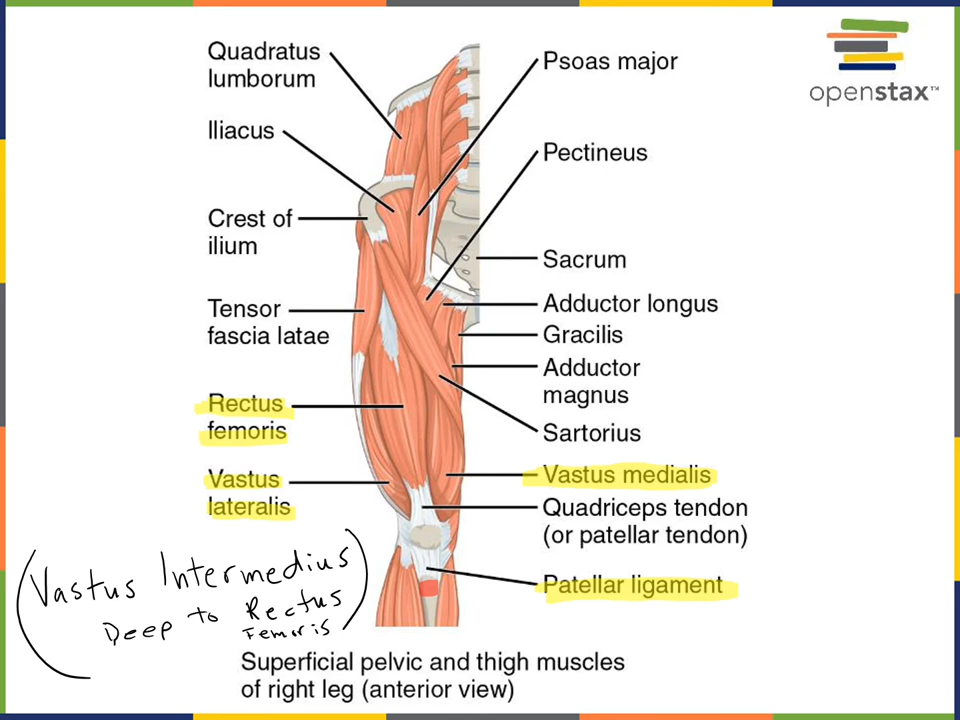 openstax™
Quadratus
lumborum
Iliacus
Crest of
ilium
Tensor
fascia latae
Rectus
femoris
Vastus
lateralis
Psoas major
Pectineus
Sacrum
Adductor longus
Gracilis
Adductor
magnus
Sartorius
Vastus medialis
Quadriceps tendon
(or patellar tendon)
Patellar ligament
(Vastus Intermedius
Deep to Rectus
Femoris)
Superficial pelvic and thigh muscles
of right leg (anterior view)